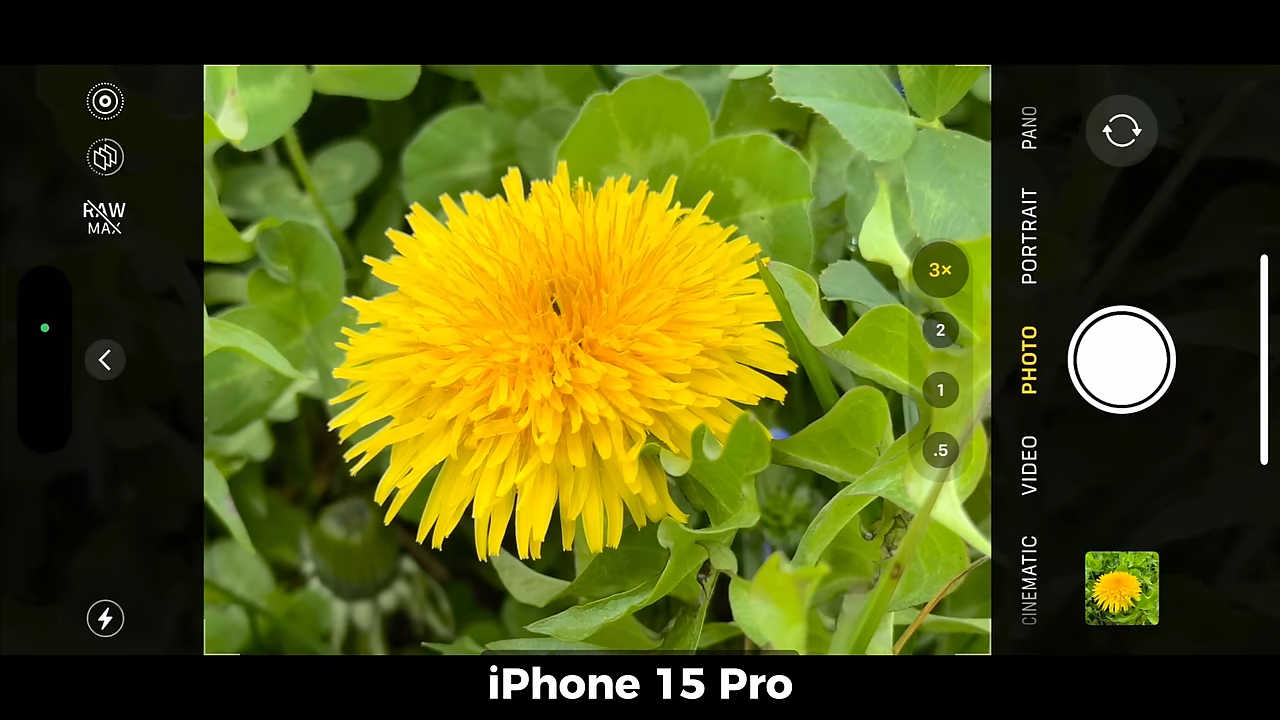 RAW
MAX
3×
2
1
.5
PANO
PORTRAIT
PHOTO
VIDEO
CINEMATIC
iPhone 15 Pro